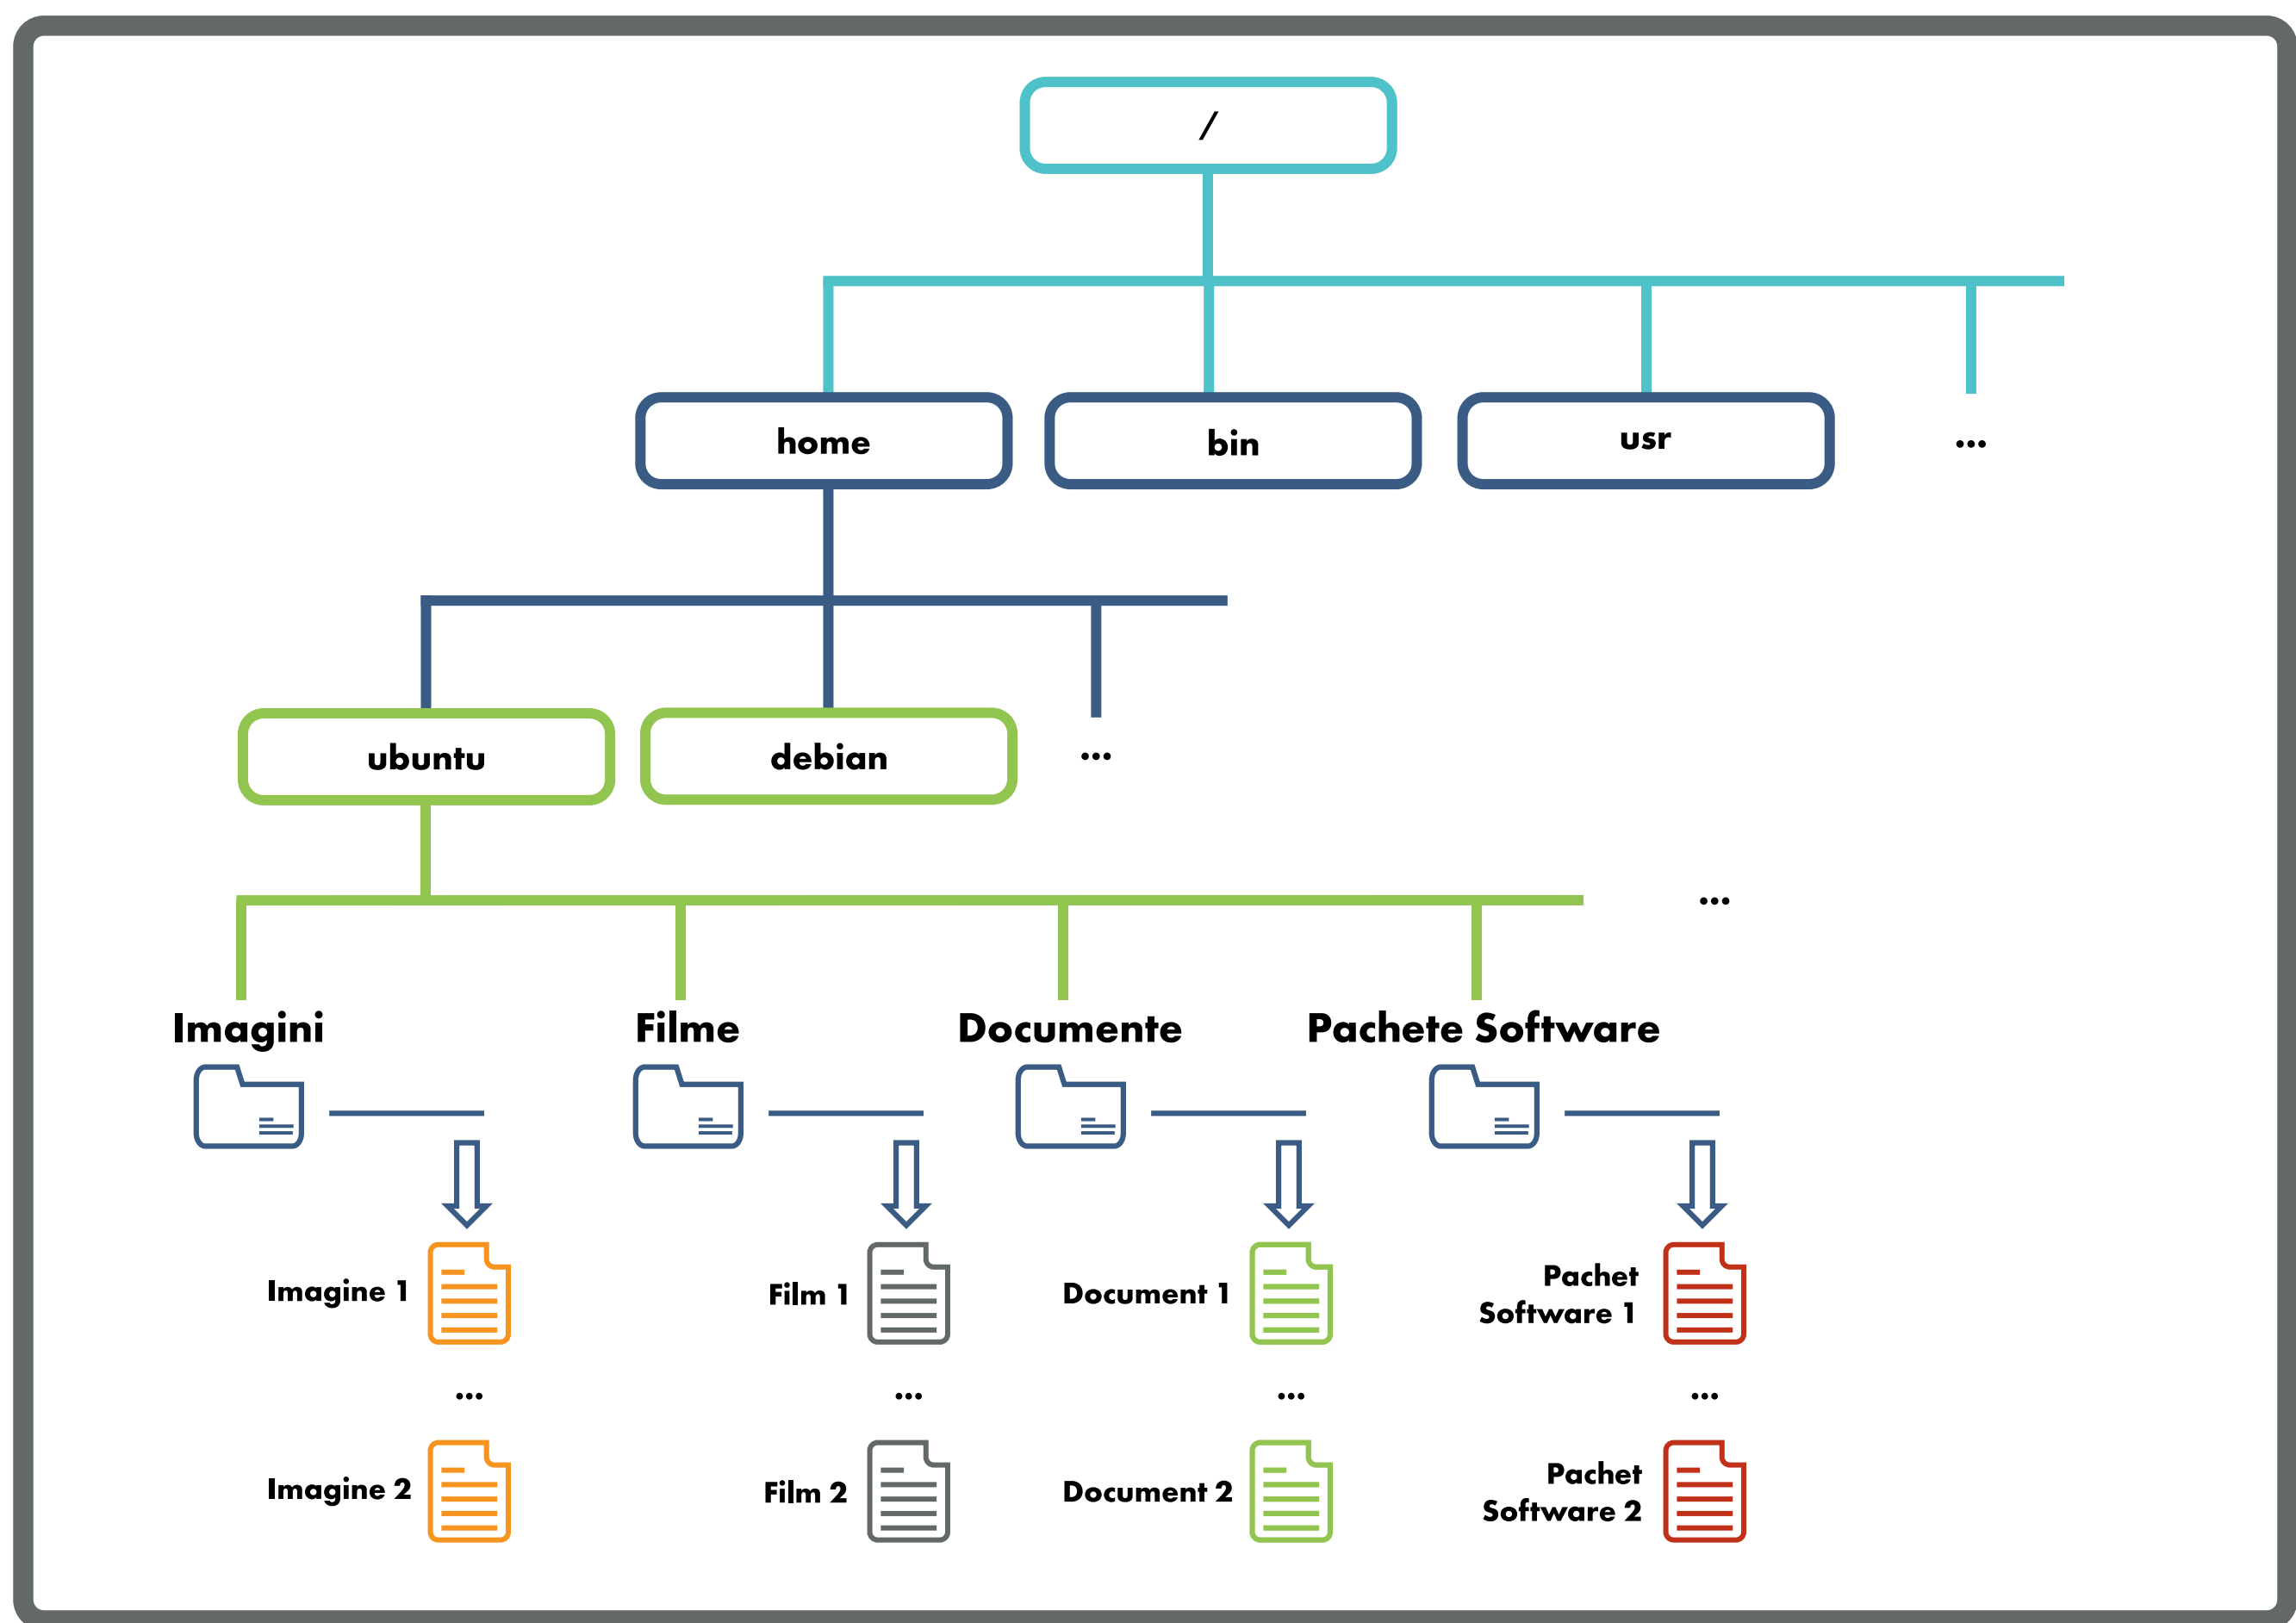 /
home
bin
usr
...
ubuntu
debian
...
...
Imagini
Filme
Documente
Pachete Software
Imagine 1
Film 1
Document 1
Pachet
Software 1
...
...
...
...
Imagine 2
Film 2
Document 2
Pachet
Software 2